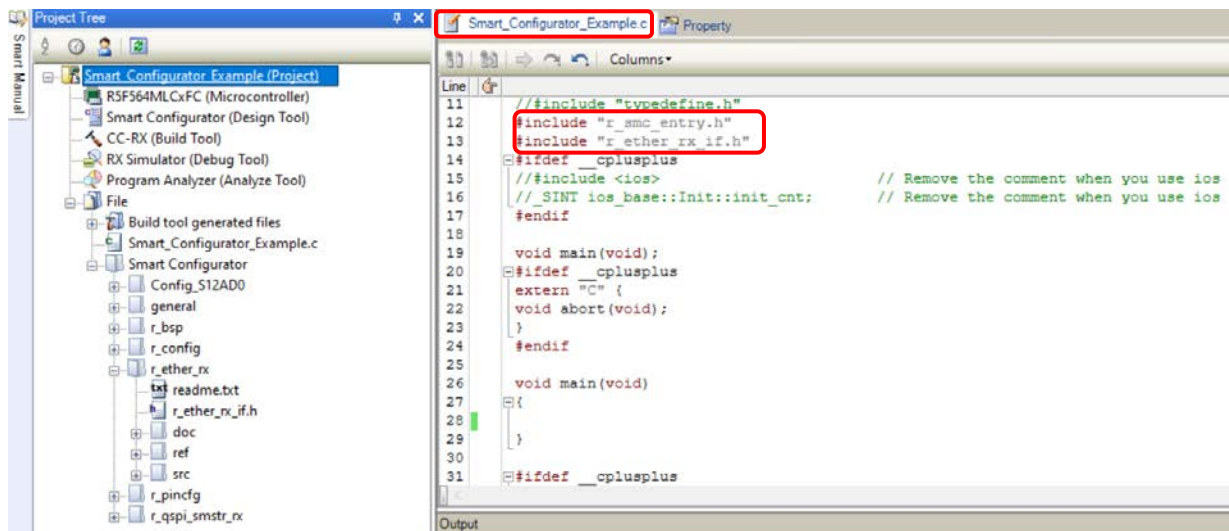 Smart Manual
Project Tree
Smart_Configurator_Example (Project)
R5F564MLCxFC (Microcontroller)
Smart Configurator (Design Tool)
CC-RX (Build Tool)
RX Simulator (Debug Tool)
Program Analyzer (Analyze Tool)
File
Build tool generated files
Smart_Configurator_Example.c
Smart Configurator
Config_S12AD0
general
r_bsp
r_config
r_ether_rx
readme.txt
r_ether_rx_if.h
doc
ref
src
r_pincfg
r_qspi_smstr_rx
Smart_Configurator_Example.c
Property
Columns
Line
11 //#include "typedefine.h"
12 #include "r_smc_entry.h"
13 #include "r_ether_rx_if.h"
14 #ifdef __cplusplus
15 //#include <ios> // Remove the comment when you use ios
16 //_SINT ios_base::Init::init_cnt; // Remove the comment when you use ios
17 #endif
18
19 void main(void);
20 #ifdef __cplusplus
21 extern "C" {
22 void abort(void);
23 }
24 #endif
25
26 void main(void)
27 {
28
29 }
30
31 #ifdef __cplusplus
Output